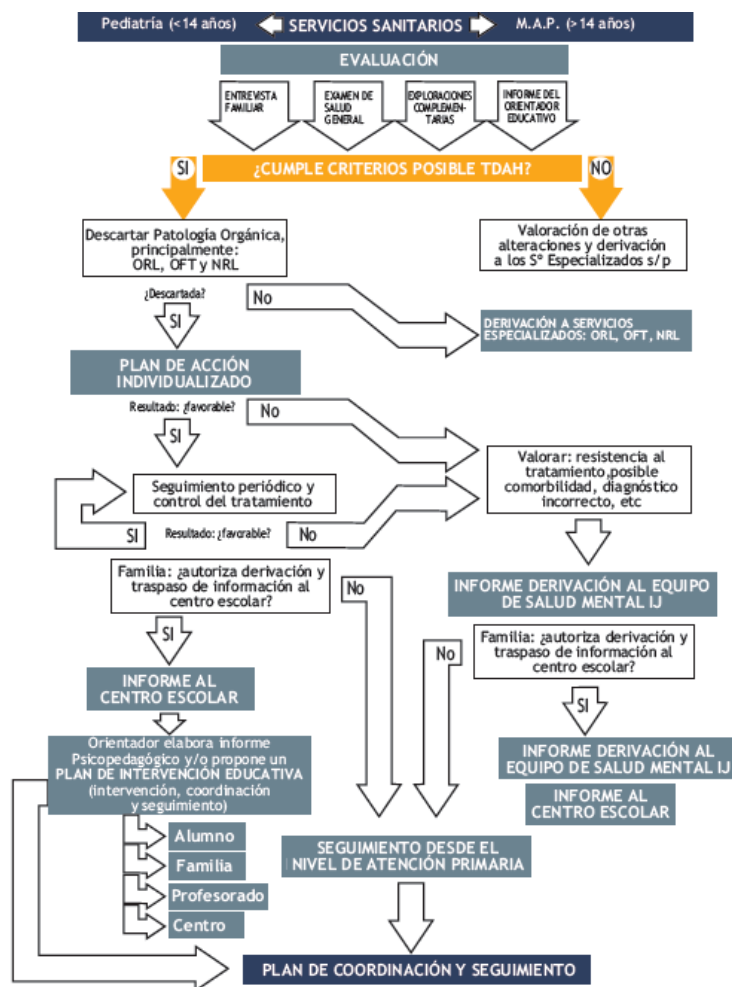 Pediatría (<14 años)
SERVICIOS SANITARIOS
M.A.P. (>14 años)
EVALUACIÓN
ENTREVISTA
FAMILIAR
EXAMEN DE
SALUD
GENERAL
EXPLORACIONES
COMPLEMEN-
TARIAS
INFORME DEL
ORIENTADOR
EDUCATIVO
SI
¿CUMPLE CRITERIOS POSIBLE TDAH?
NO
Descartar Patología Orgánica,
principalmente:
ORL, OFT y NRL
Valoración de otras
alteraciones y derivación
a los Sº Especializados s/p
¿Descartada?
No
SI
DERIVACIÓN A SERVICIOS
ESPECIALIZADOS: ORL, OFT, NRL
PLAN DE ACCIÓN
INDIVIDUALIZADO
Resultado: ¿favorable?
No
SI
Seguimiento periódico y
control del tratamiento
Valorar: resistencia al
tratamiento,posible
comorbilidad, diagnóstico
incorrecto, etc
SI
Resultado: ¿favorable?
No
Familia: ¿autoriza derivación y
traspaso de información al
centro escolar?
No
INFORME DERIVACIÓN AL EQUIPO
DE SALUD MENTAL IJ
SI
No
Familia: ¿autoriza derivación y
traspaso de información al
centro escolar?
INFORME AL
CENTRO ESCOLAR
SI
Orientador elabora informe
Psicopedagógico y/o propone un
PLAN DE INTERVENCIÓN EDUCATIVA
(intervención, coordinación
y seguimiento)
INFORME DERIVACIÓN AL
EQUIPO DE SALUD MENTAL IJ
INFORME AL
CENTRO ESCOLAR
Alumno
Familia
Profesorado
Centro
SEGUIMIENTO DESDE EL
NIVEL DE ATENCIÓN PRIMARIA
PLAN DE COORDINACIÓN Y SEGUIMIENTO